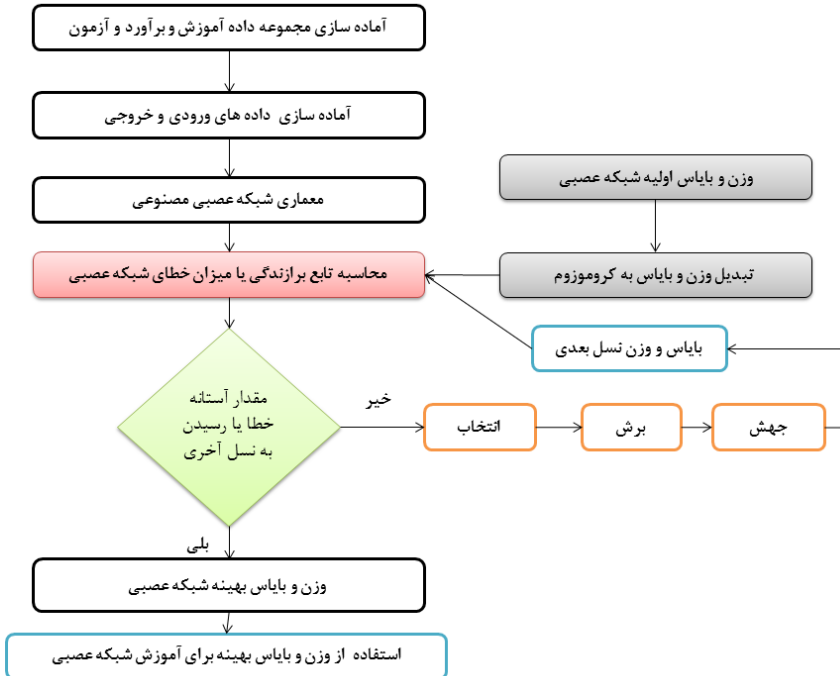 آماده سازی مجموعه داده آموزش و برآورد و آزمون
آماده سازی داده های ورودی و خروجی
معماری شبکه عصبی مصنوعی
وزن و بایاس اولیه شبکه عصبی
محاسبه تابع برازندگی یا میزان خطای شبکه عصبی
تبدیل وزن و بایاس به کروموزوم
بایاس و وزن نسل بعدی
مقدار آستانه
خطا یا رسیدن
به نسل آخری
خیر
انتخاب
برش
جهش
بلی
وزن و بایاس بهینه شبکه عصبی
استفاده از وزن و بایاس بهینه برای آموزش شبکه عصبی